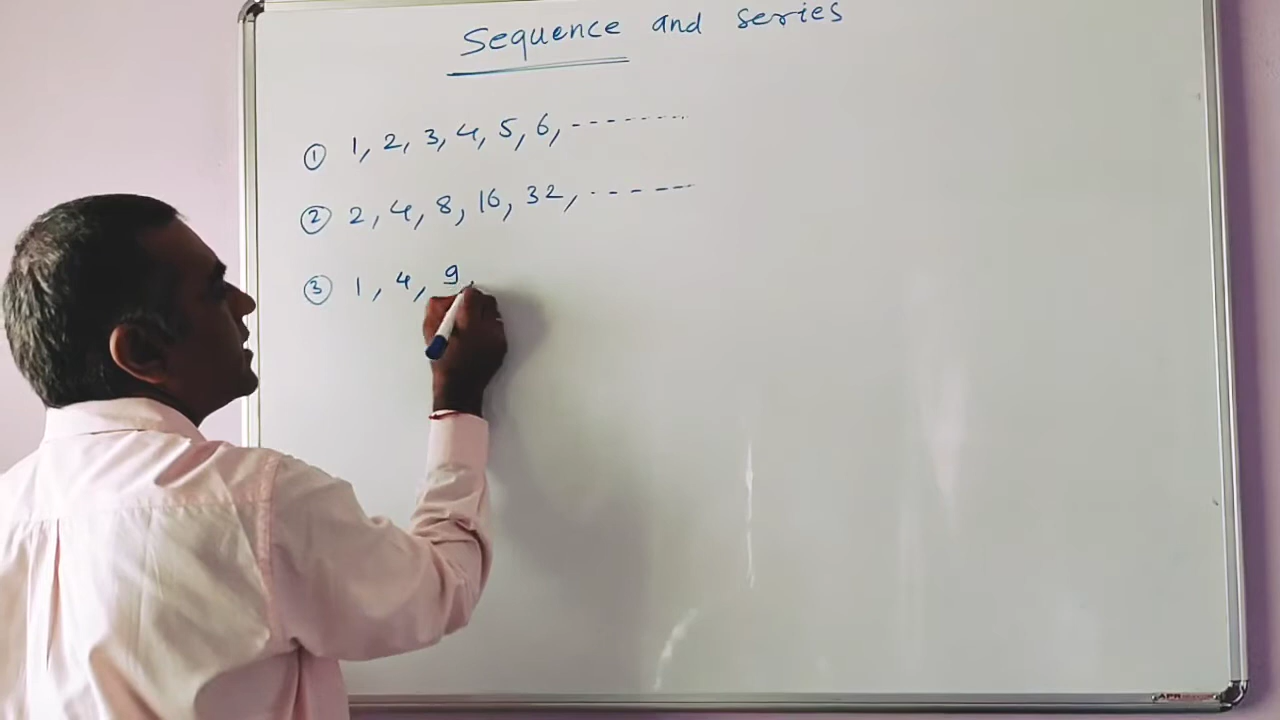 Sequence and series
① 1, 2, 3, 4, 5, 6, --------
② 2, 4, 8, 16, 32, ------
③ 1, 4, 9,